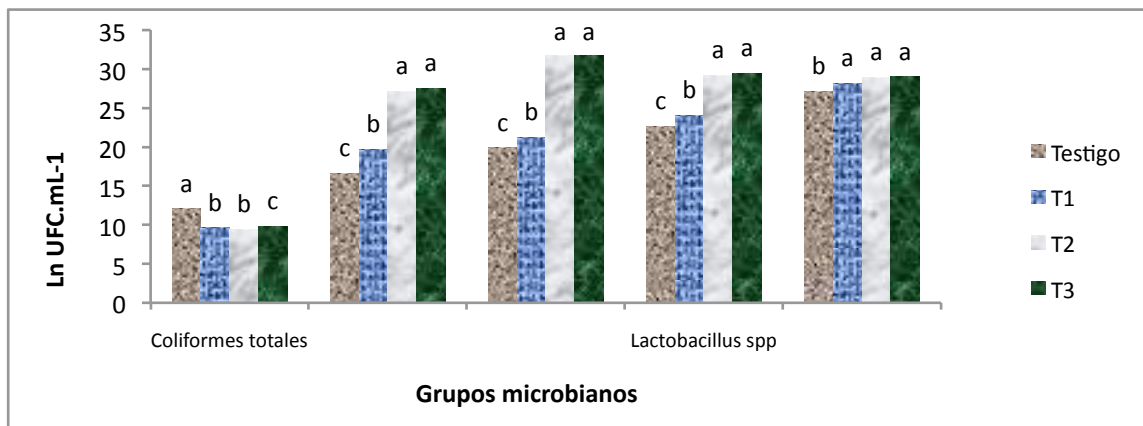 35
30
25
20
15
10
5
0
Ln UFC.mL-1
a b b c
c b a a
c b a a
c b a a
b a a a
Coliformes totales
Lactobacillus spp
Grupos microbianos
Testigo
T1
T2
T3